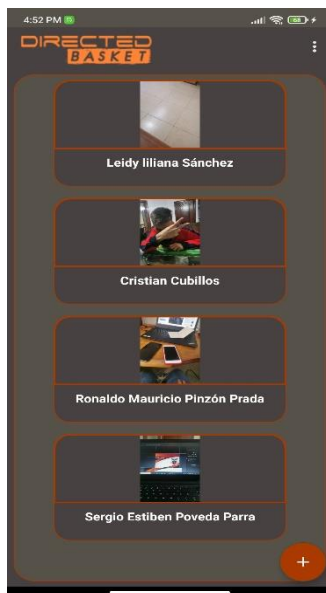 4:52 PM
DIRECTED
BASKET
Leidy liliana Sánchez
Cristian Cubillos
Ronaldo Mauricio Pinzón Prada
Sergio Estiben Poveda Parra
+